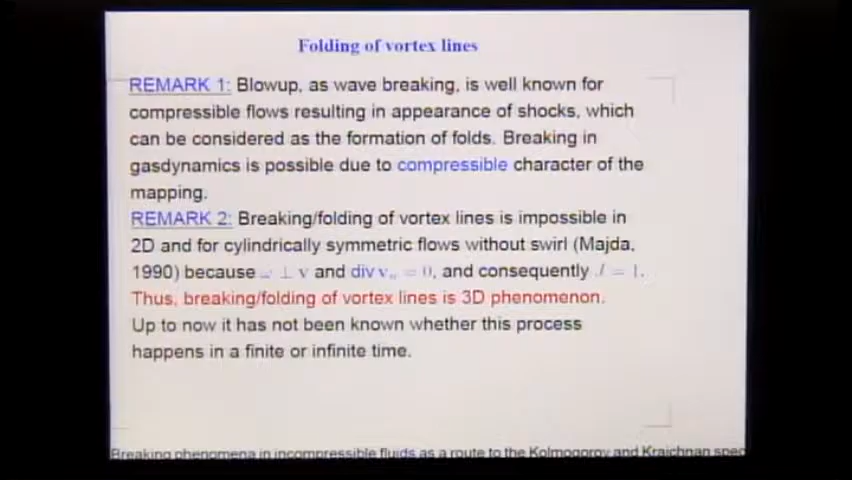 Folding of vortex lines
REMARK 1: Blowup, as wave breaking, is well known for
compressible flows resulting in appearance of shocks, which
can be considered as the formation of folds. Breaking in
gasdynamics is possible due to compressible character of the
mapping.
REMARK 2: Breaking/folding of vortex lines is impossible in
2D and for cylindrically symmetric flows without swirl (Majda,
1990) because ω ⊥ v and div vₙ = 0, and consequently J = 1.
Thus, breaking/folding of vortex lines is 3D phenomenon.
Up to now it has not been known whether this process
happens in a finite or infinite time.
Breaking phenomena in incompressible fluids as a route to the Kolmogorov and Kraichnan spec